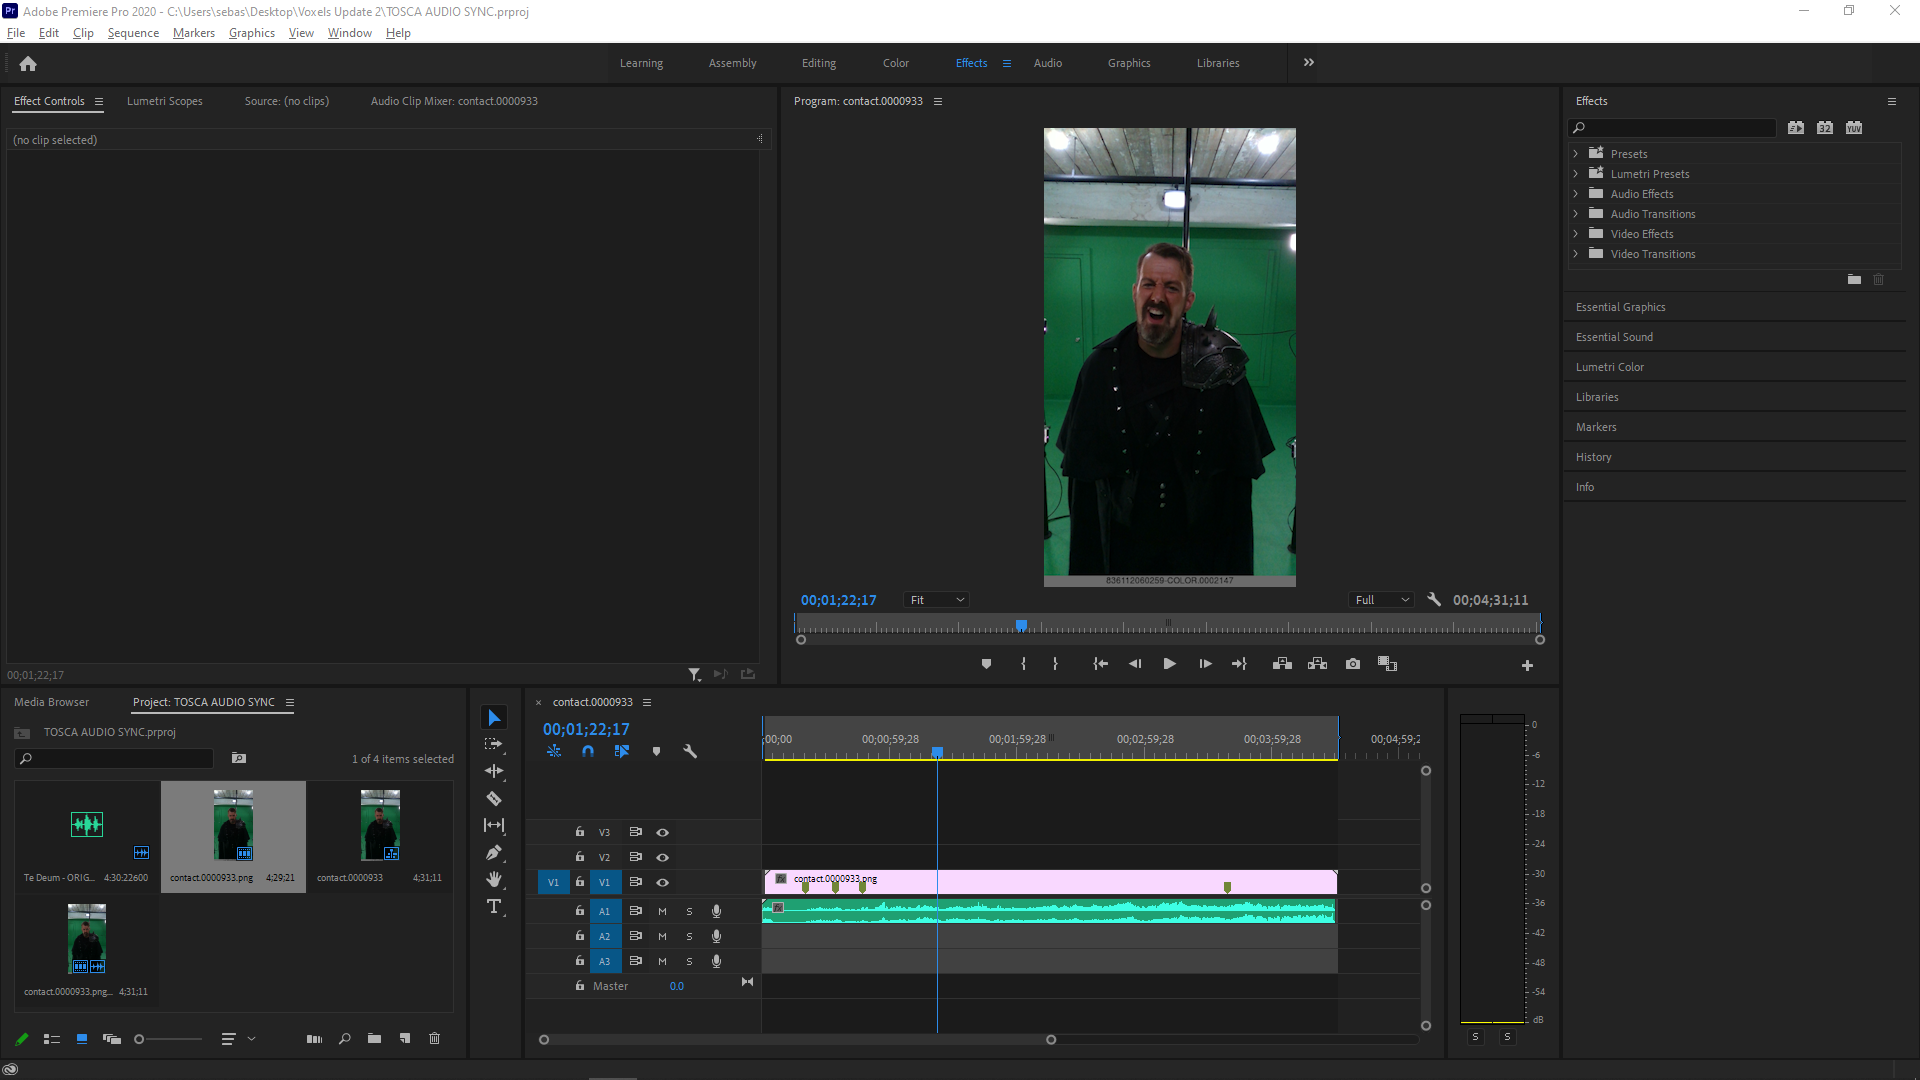 Adobe Premiere Pro 2020 - C:\Users\sebas\Desktop\Voxels Update 2\TOSCA AUDIO SYNC.prproj
File Edit Clip Sequence Markers Graphics View Window Help
Learning Assembly Editing Color Effects Audio Graphics Libraries
Effect Controls Lumetri Scopes Source: (no clips) Audio Clip Mixer: contact.0000933
Program: contact.0000933
Effects
(no clip selected)
32 YUV
Presets
Lumetri Presets
Audio Effects
Audio Transitions
Video Effects
Video Transitions
Essential Graphics
Essential Sound
Lumetri Color
Libraries
Markers
History
Info
836112060259-COLOR.0002147
00;01;22;17 Fit Full 00;04;31;11
00;01;22;17
Media Browser Project: TOSCA AUDIO SYNC
TOSCA AUDIO SYNC.prproj
1 of 4 items selected
Te Deum - ORIG... 4:30:22600
contact.0000933.png 4;29;21
contact.0000933 4;31;11
contact.0000933.png... 4;31;11
contact.0000933
00;01;22;17
;00;00 00;00;59;28 00;01;59;28 00;02;59;28 00;03;59;28 00;04;59;2
V3
V2
V1 V1 contact.0000933.png
A1 M S
A2 M S
A3 M S
Master 0.0
0
-6
-12
-18
-24
-30
-36
-42
-48
-54
dB
S S